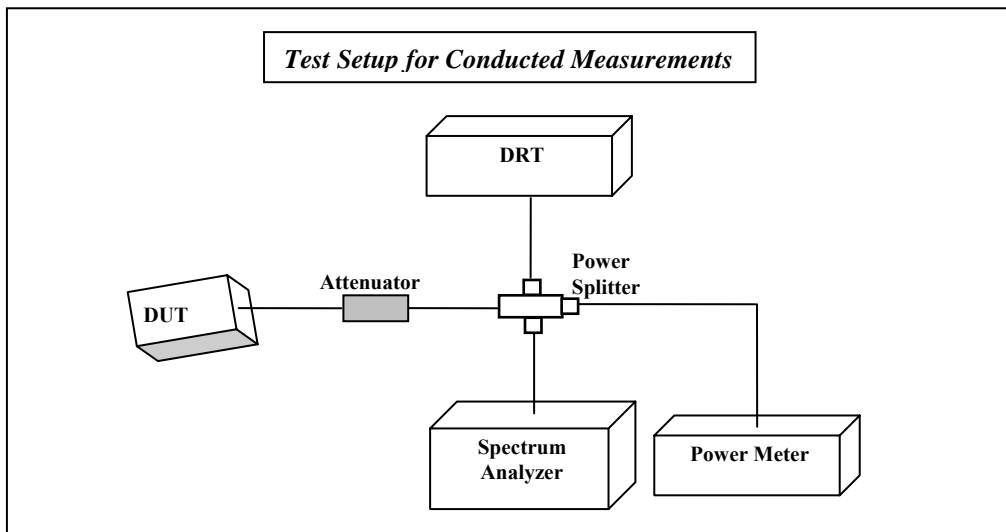 Test Setup for Conducted Measurements
DRT
Power
Splitter
Attenuator
DUT
Spectrum
Analyzer
Power Meter